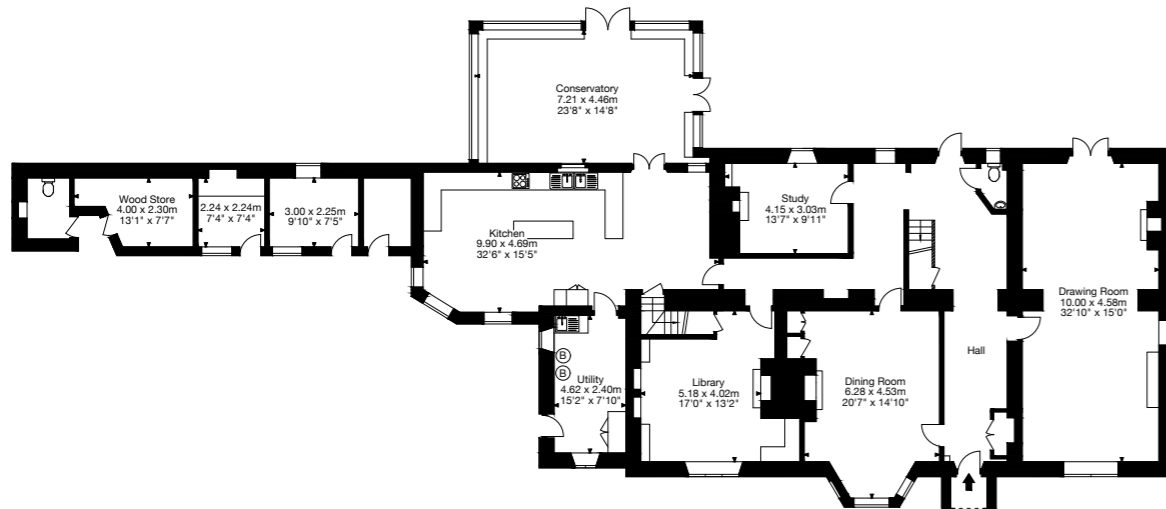 Conservatory
7.21 x 4.46m
23'8" x 14'8"
Wood Store
4.00 x 2.30m
13'1" x 7'7"
2.24 x 2.24m
7'4" x 7'4"
3.00 x 2.25m
9'10" x 7'5"
Kitchen
9.90 x 4.69m
32'6" x 15'5"
Study
4.15 x 3.03m
13'7" x 9'11"
Drawing Room
10.00 x 4.58m
32'10" x 15'0"
Hall
B
B
Utility
4.62 x 2.40m
15'2" x 7'10"
Library
5.18 x 4.02m
17'0" x 13'2"
Dining Room
6.28 x 4.53m
20'7" x 14'10"